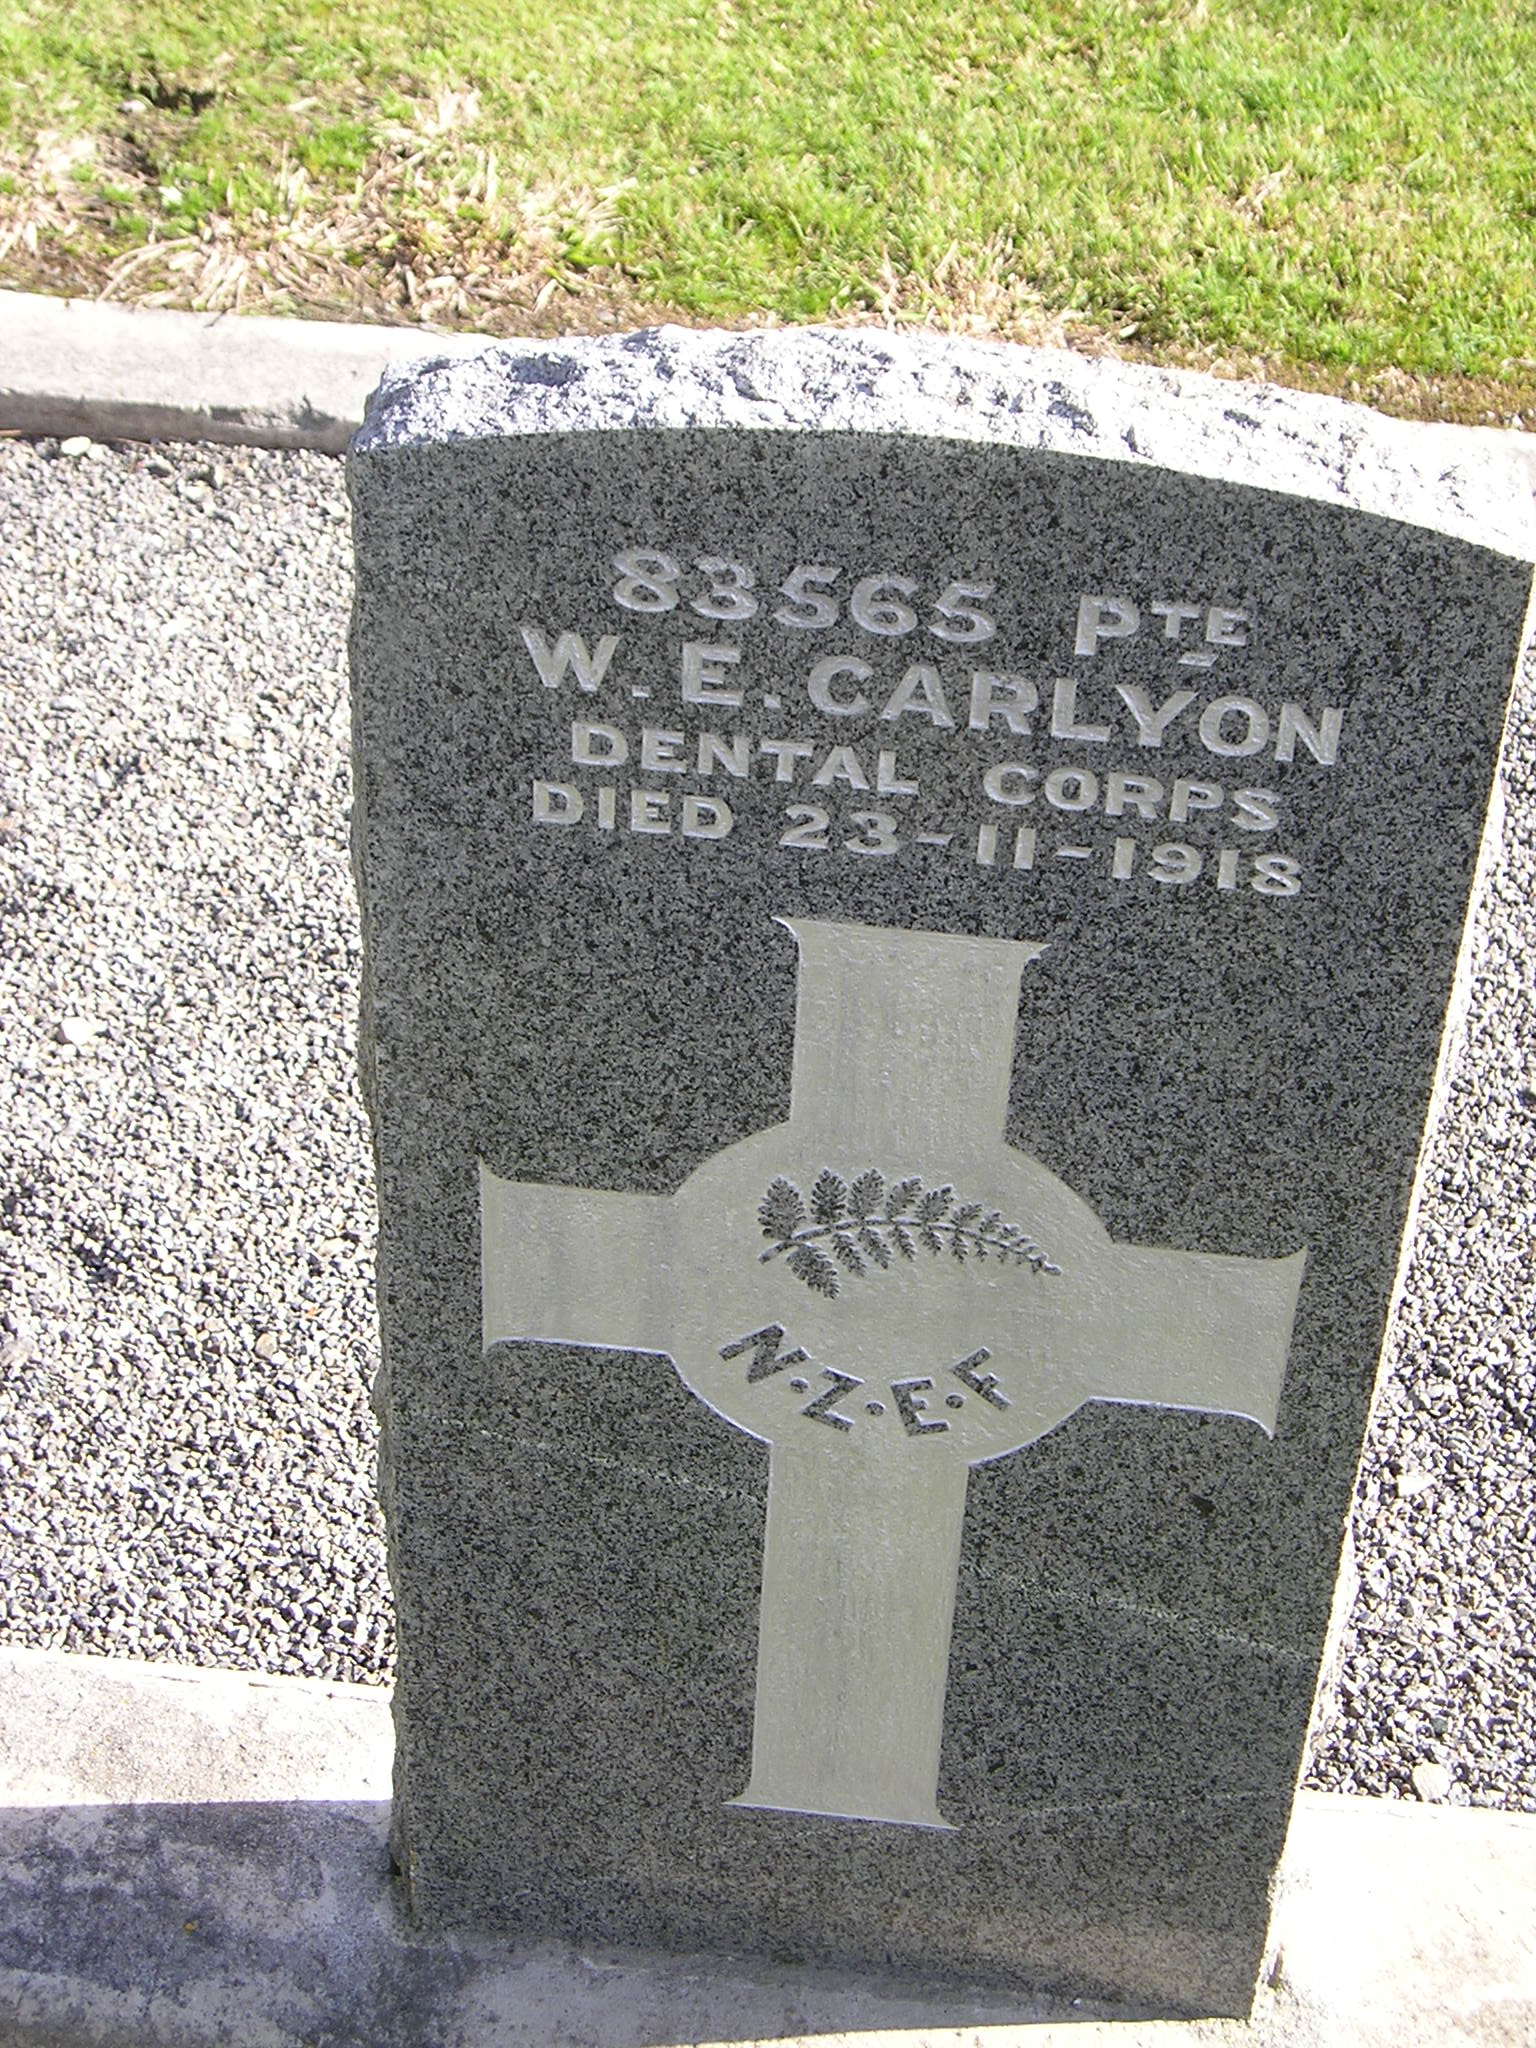 83565 PTE
W. E. CARLYON
DENTAL CORPS
DIED 23-11-1918
N.Z.E.F